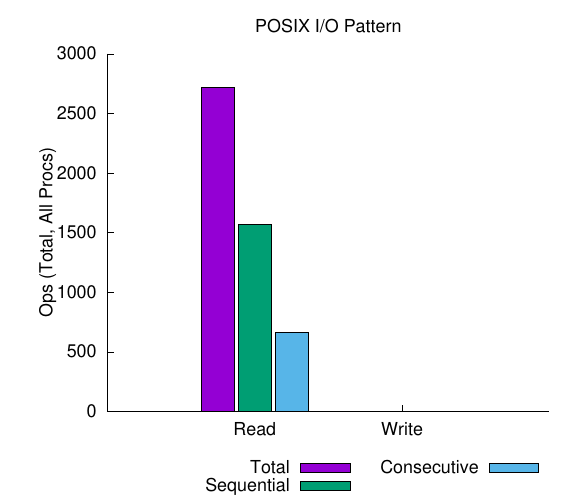 POSIX I/O Pattern
Ops (Total, All Procs)
3000
2500
2000
1500
1000
500
0
Read
Write
Total
Consecutive
Sequential